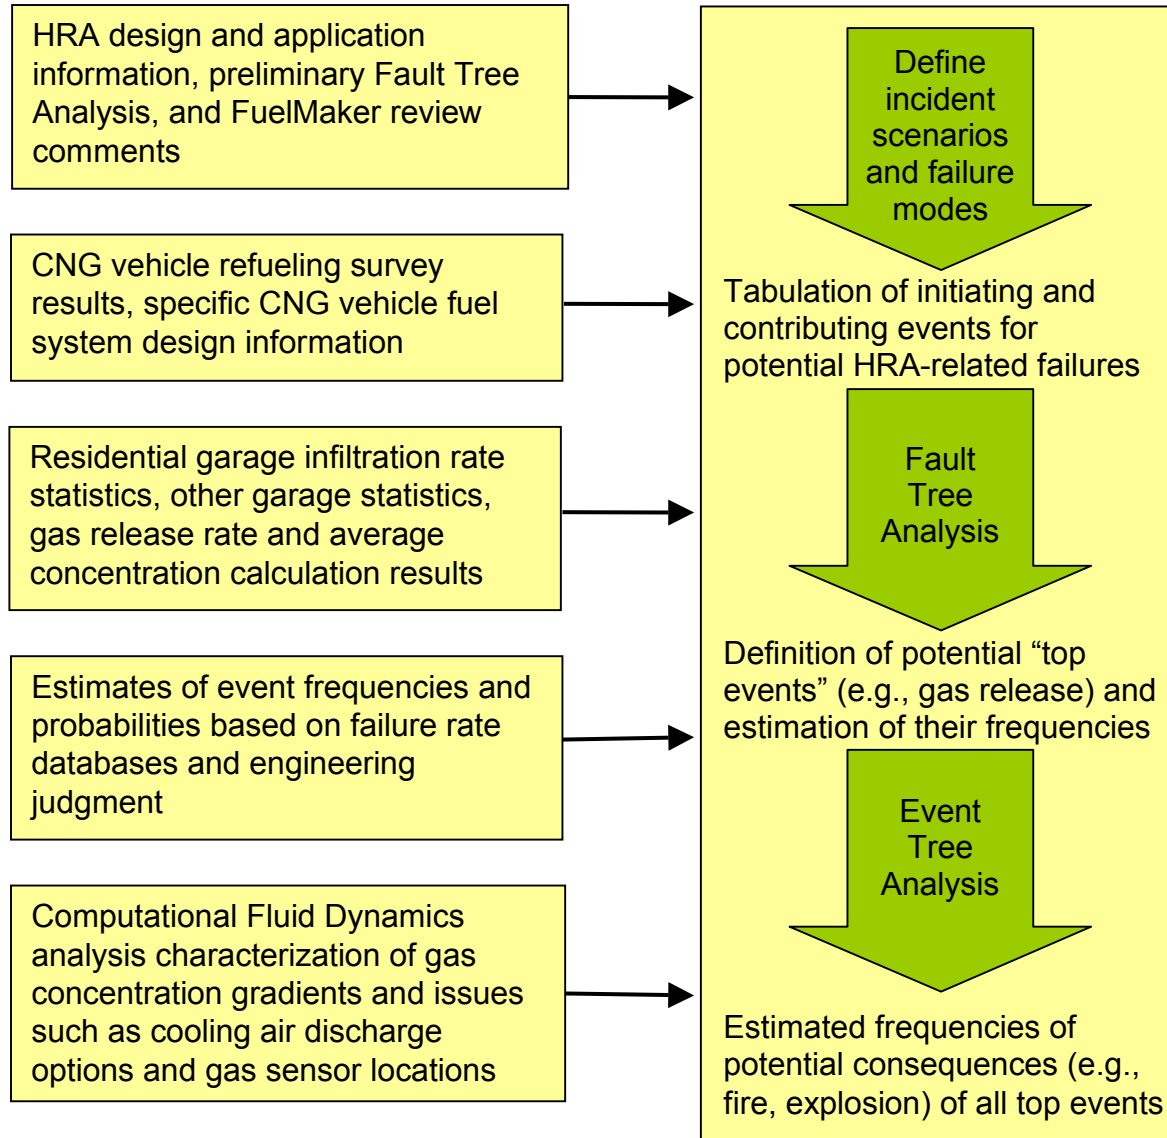 HRA design and application
information, preliminary Fault Tree
Analysis, and FuelMaker review
comments
CNG vehicle refueling survey
results, specific CNG vehicle fuel
system design information
Residential garage infiltration rate
statistics, other garage statistics,
gas release rate and average
concentration calculation results
Estimates of event frequencies and
probabilities based on failure rate
databases and engineering
judgment
Computational Fluid Dynamics
analysis characterization of gas
concentration gradients and issues
such as cooling air discharge
options and gas sensor locations
Define
incident
scenarios
and failure
modes
Tabulation of initiating and
contributing events for
potential HRA-related failures
Fault
Tree
Analysis
Definition of potential “top
events” (e.g., gas release) and
estimation of their frequencies
Event
Tree
Analysis
Estimated frequencies of
potential consequences (e.g.,
fire, explosion) of all top events